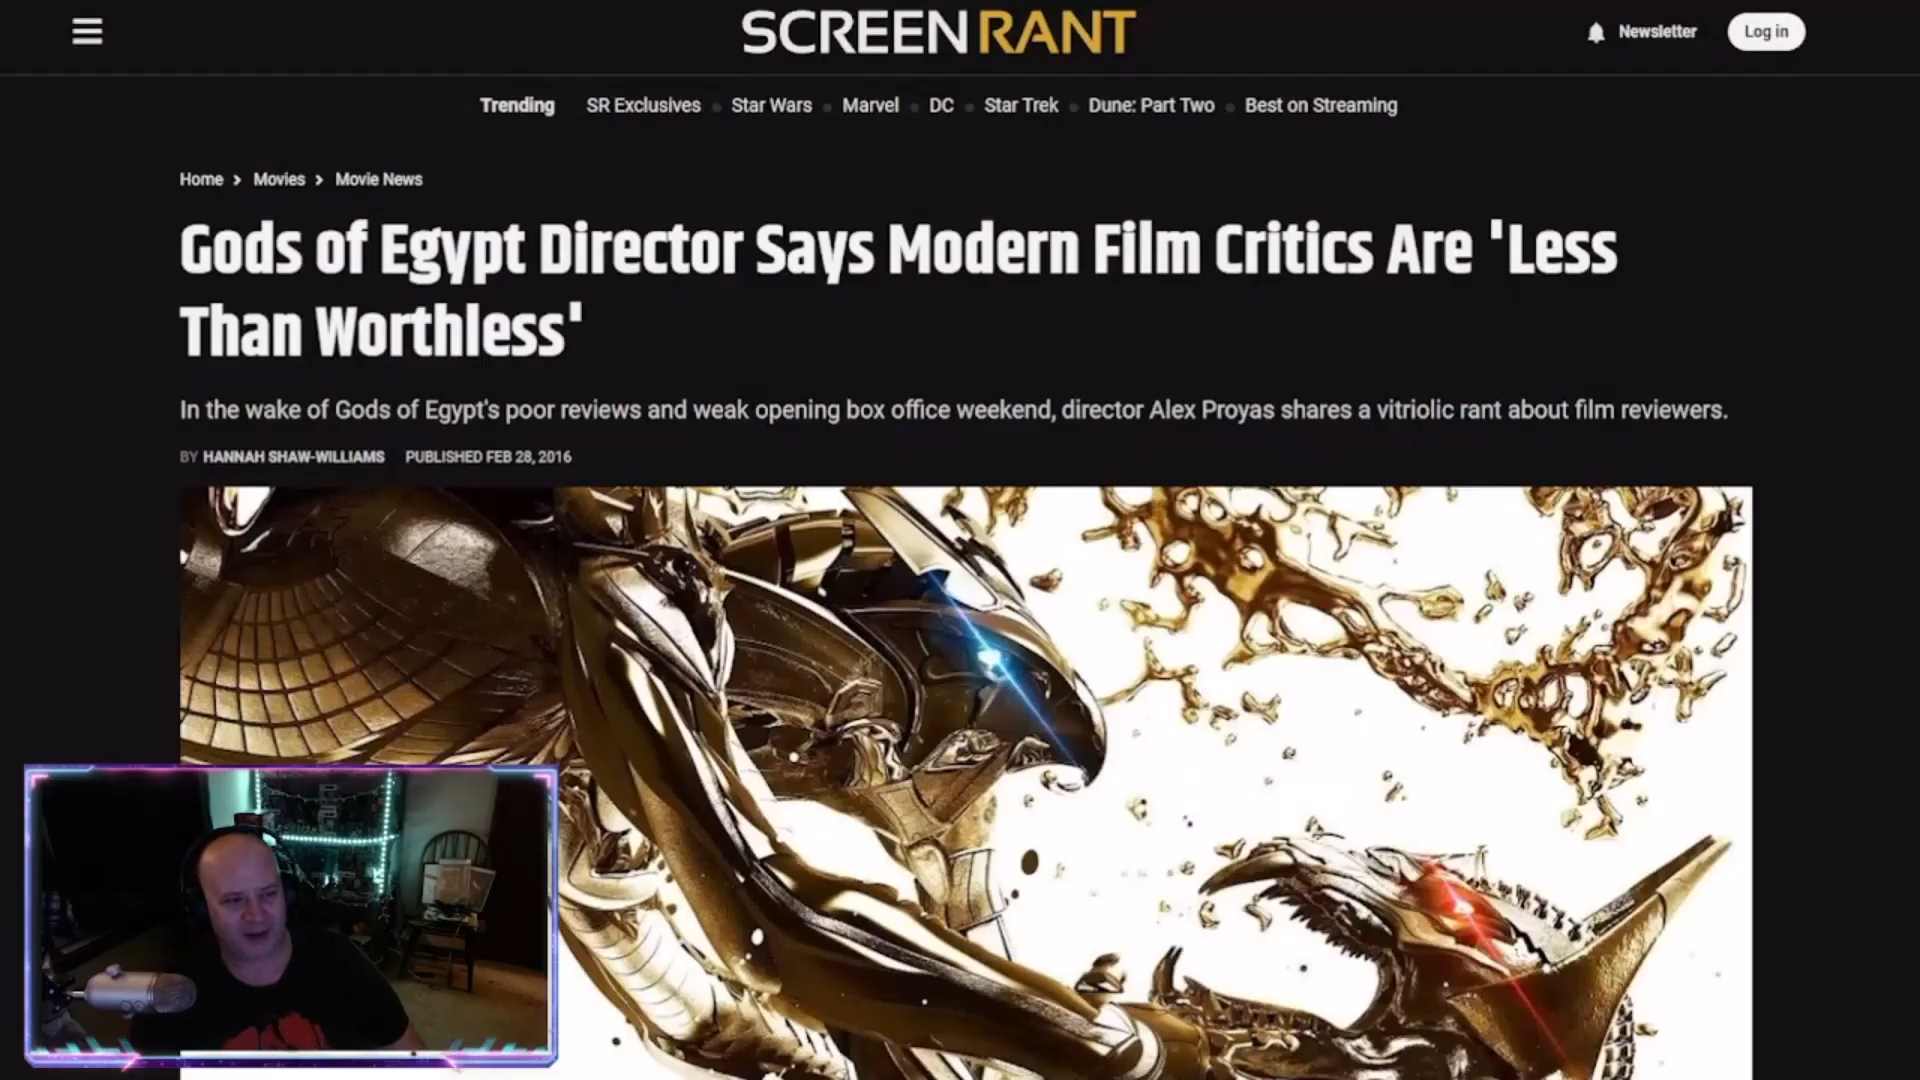 SCREENRANT
Newsletter
Log in
Trending SR Exclusives Star Wars Marvel DC Star Trek Dune: Part Two Best on Streaming
Home > Movies > Movie News
Gods of Egypt Director Says Modern Film Critics Are 'Less
Than Worthless'
In the wake of Gods of Egypt's poor reviews and weak opening box office weekend, director Alex Proyas shares a vitriolic rant about film reviewers.
BY HANNAH SHAW-WILLIAMS PUBLISHED FEB 28, 2016